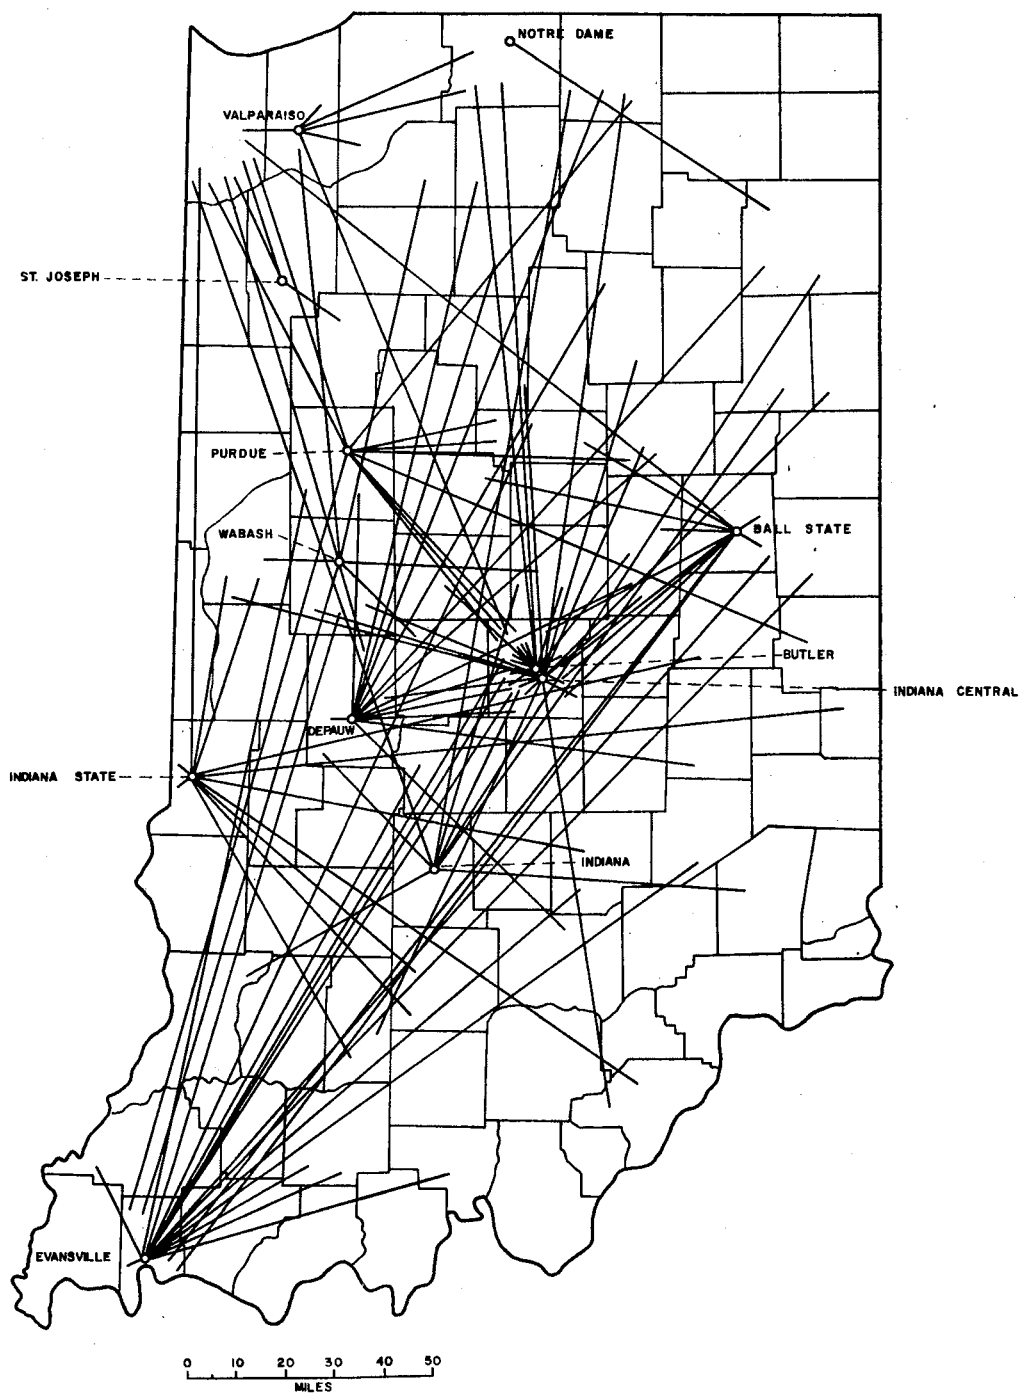 NOTRE DAME
VALPARAISO
ST. JOSEPH
PURDUE
WABASH
BALL STATE
BUTLER
INDIANA CENTRAL
DEPAUW
INDIANA STATE
INDIANA
EVANSVILLE
0 10 20 30 40 50
MILES